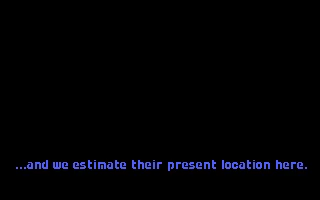 ...and we estimate their present location here.